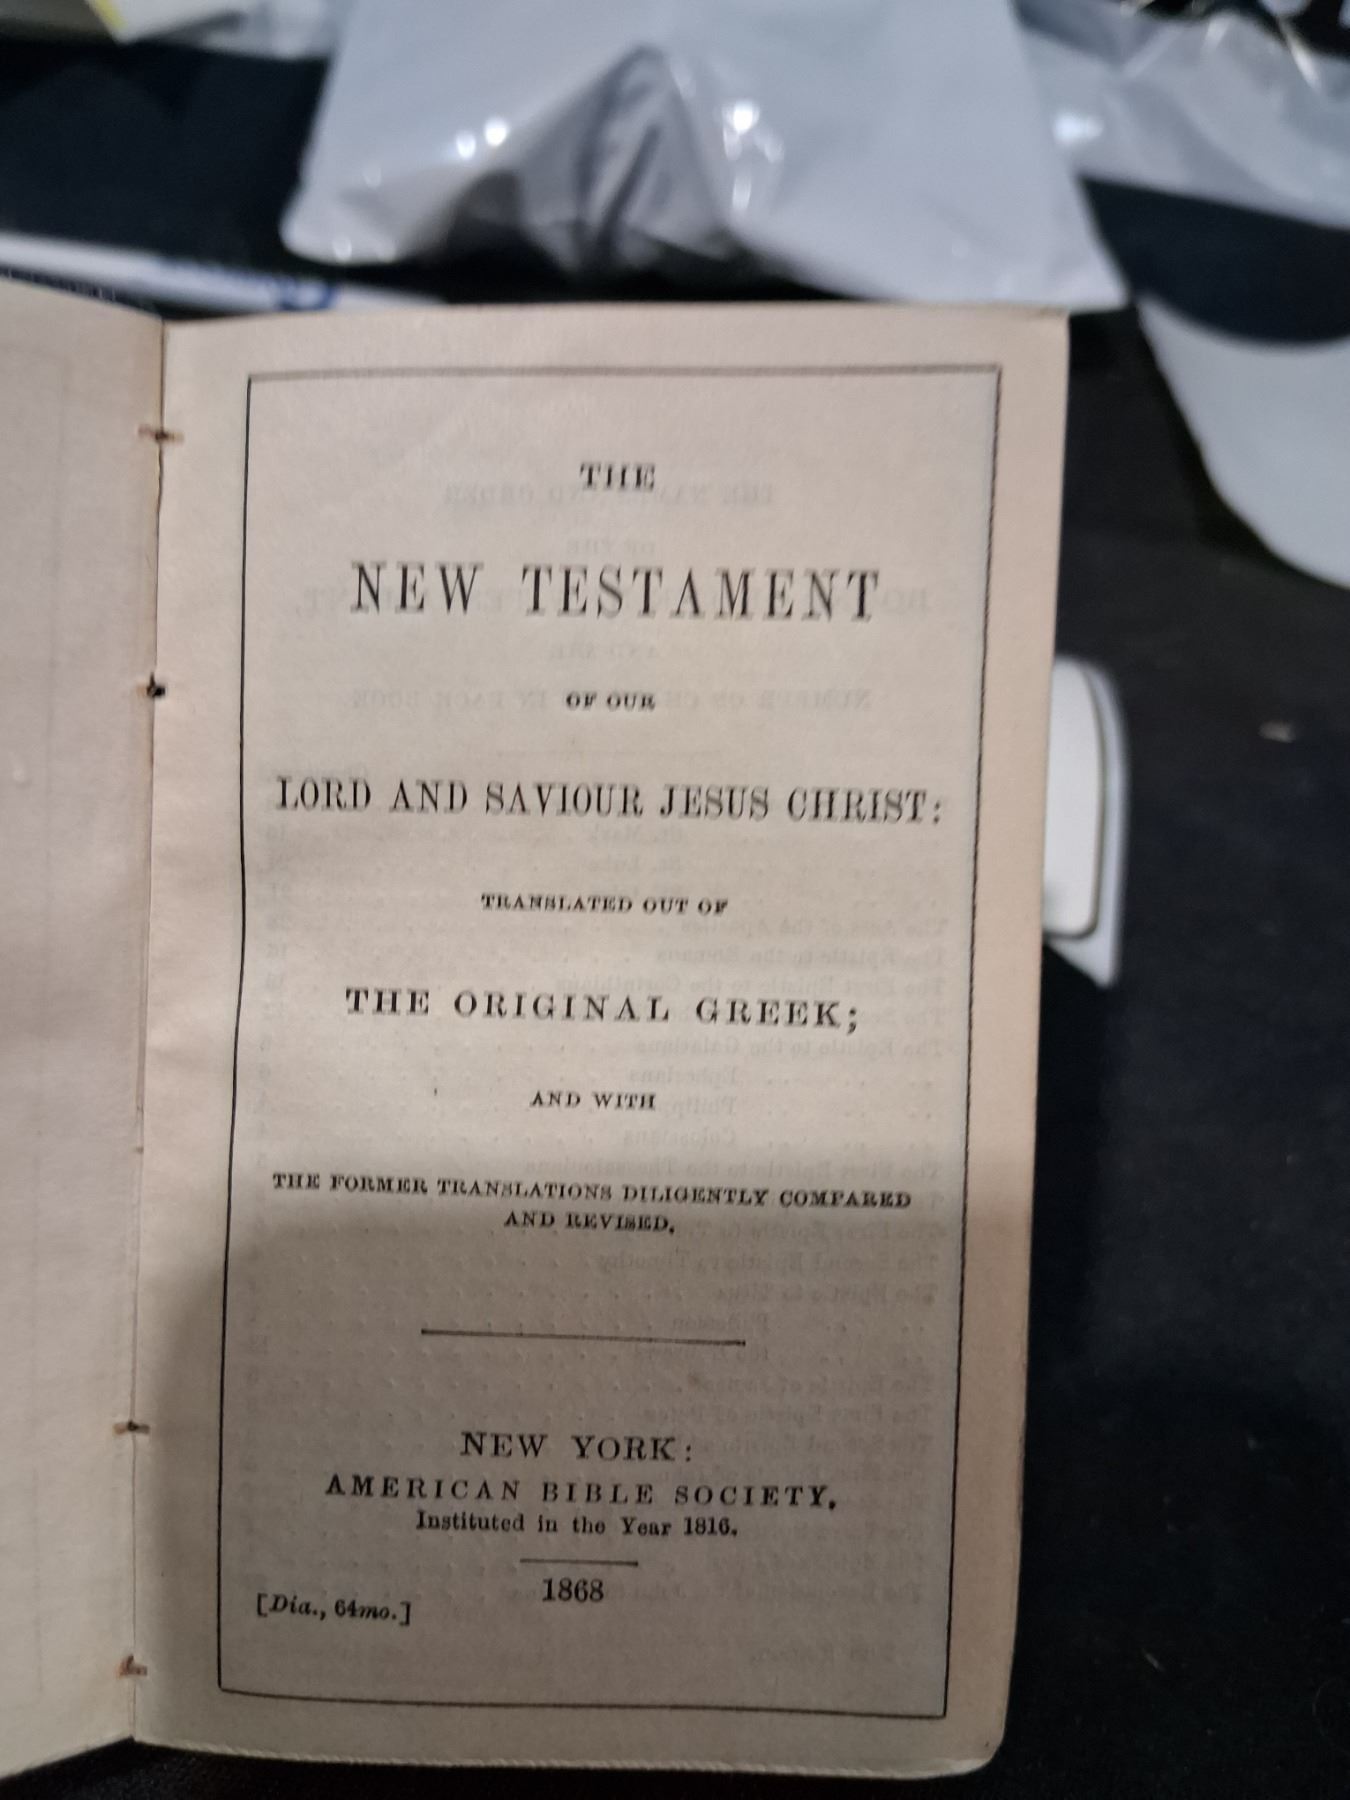 THE
NEW TESTAMENT
OF OUR
LORD AND SAVIOUR JESUS CHRIST:
TRANSLATED OUT OF
THE ORIGINAL GREEK;
AND WITH
THE FORMER TRANSLATIONS DILIGENTLY COMPARED
AND REVISED.
NEW YORK:
AMERICAN BIBLE SOCIETY.
Instituted in the Year 1816.
1868
[Dia., 64mo.]